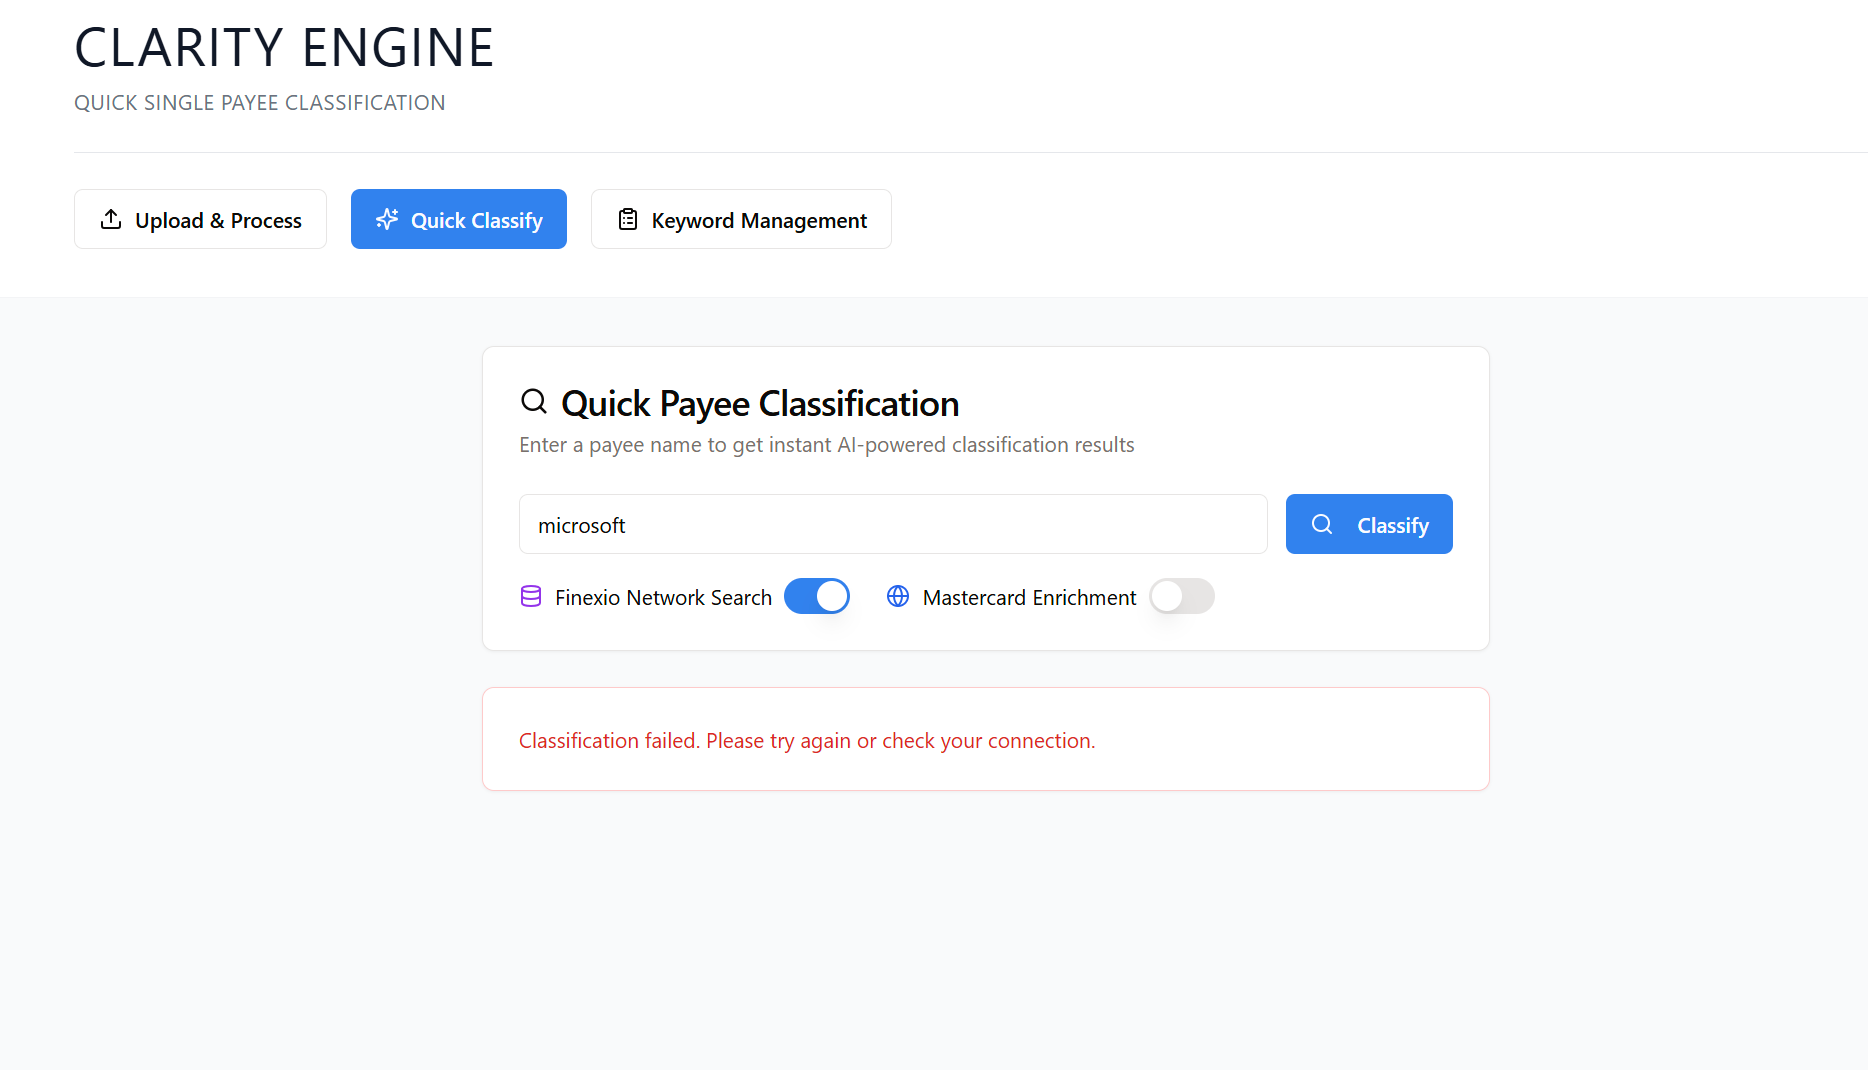 CLARITY ENGINE
QUICK SINGLE PAYEE CLASSIFICATION
Upload & Process
Quick Classify
Keyword Management
Quick Payee Classification
Enter a payee name to get instant AI-powered classification results
microsoft
Classify
Finexio Network Search
Mastercard Enrichment
Classification failed. Please try again or check your connection.